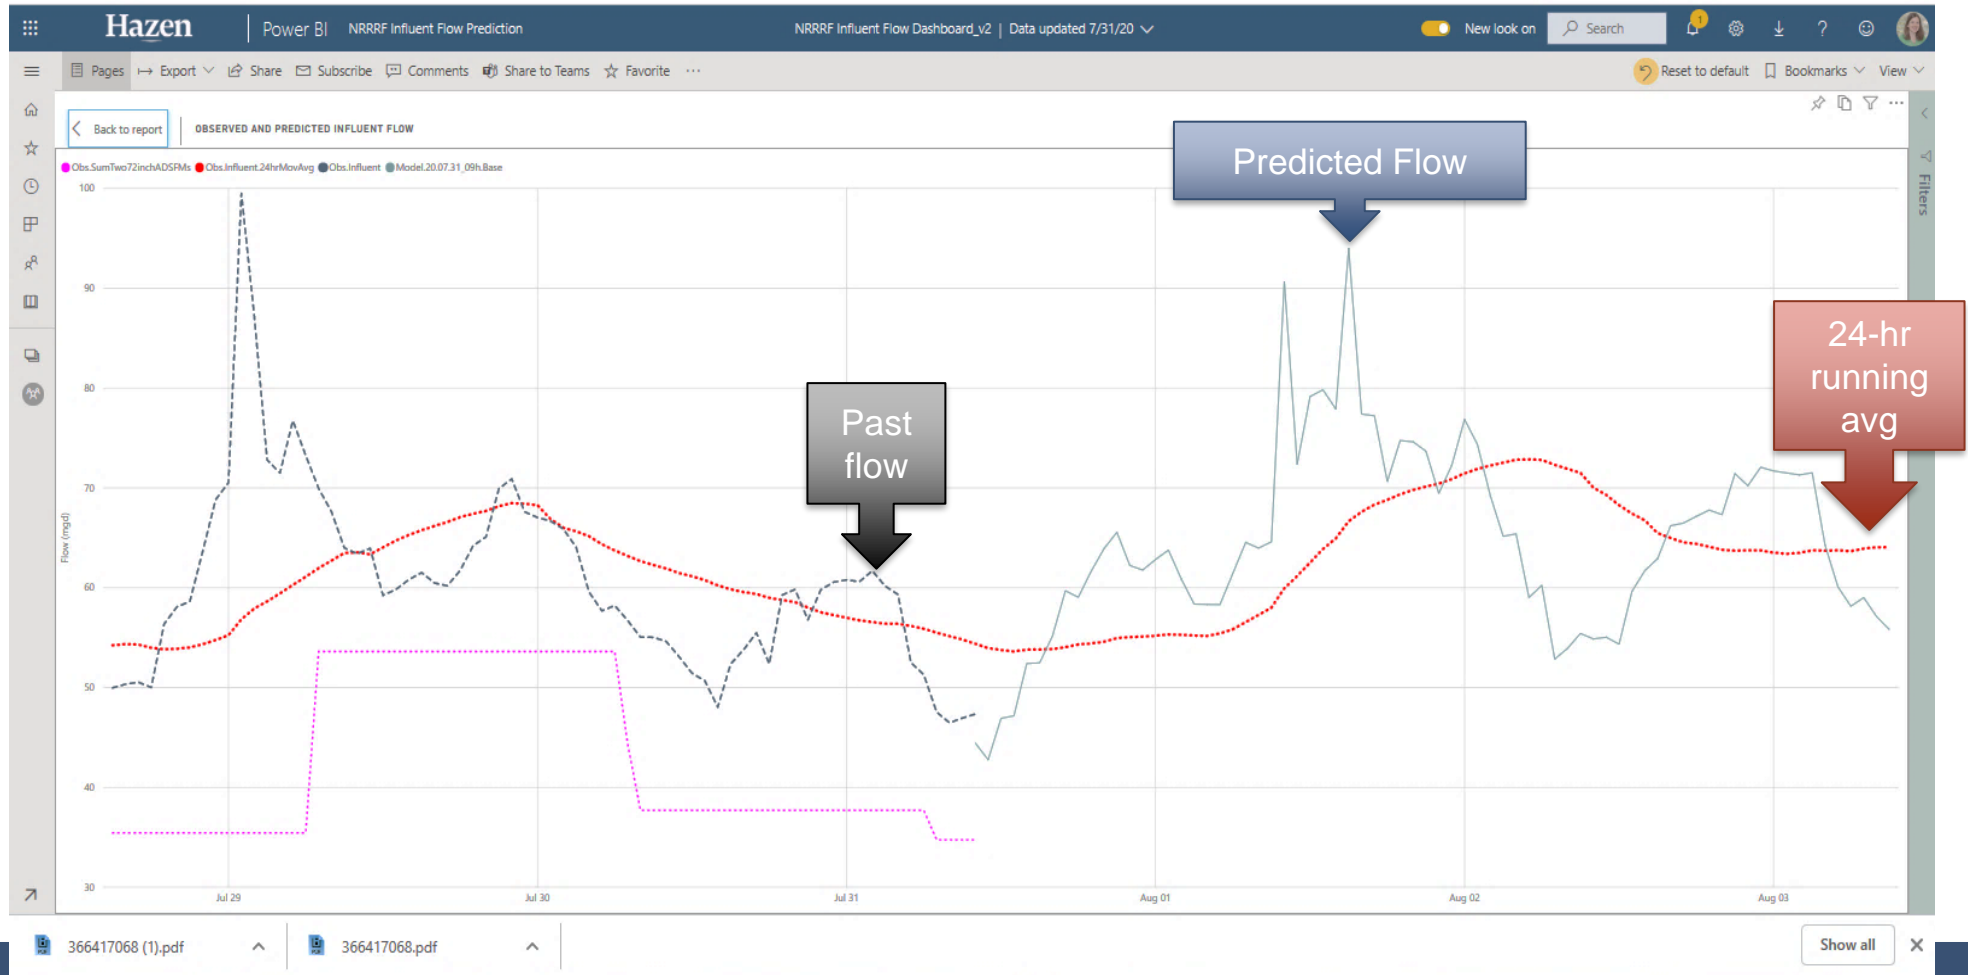 Hazen
Power BI NRRRF Influent Flow Prediction
NRRRF Influent Flow Dashboard_v2 | Data updated 7/31/20
New look on
Search
1
?
Pages Export Share Subscribe Comments Share to Teams Favorite ...
Reset to default Bookmarks View
Back to report
OBSERVED AND PREDICTED INFLUENT FLOW
Filters
Obs.SumTwo72inchADSFMs Obs.Influent.24hrMovAvg Obs.Influent Model.20.07.31_09h.Base
Predicted Flow
24-hr
running
avg
Past
flow
Flow (mgd)
100
90
80
70
60
50
40
30
Jul 29 Jul 30 Jul 31 Aug 01 Aug 02 Aug 03
366417068 (1).pdf
366417068.pdf
Show all